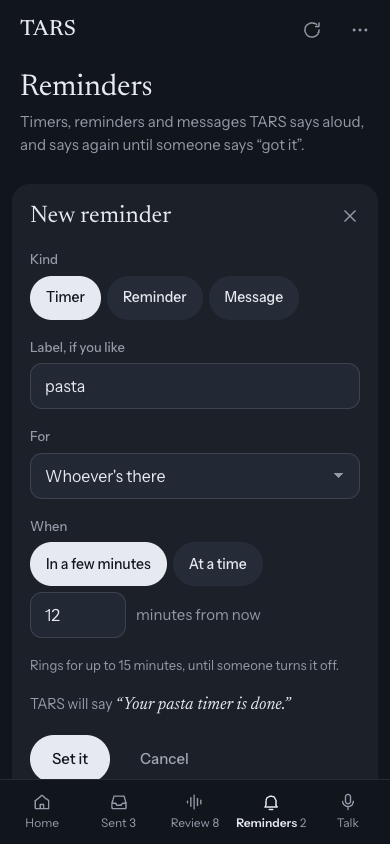 TARS
Reminders
Timers, reminders and messages TARS says aloud,
and says again until someone says “got it”.
New reminder
Kind
Timer
Reminder
Message
Label, if you like
pasta
For
Whoever's there
When
In a few minutes
At a time
12
minutes from now
Rings for up to 15 minutes, until someone turns it off.
TARS will say “Your pasta timer is done.”
Set it
Cancel
Home
Sent 3
Review 8
Reminders 2
Talk